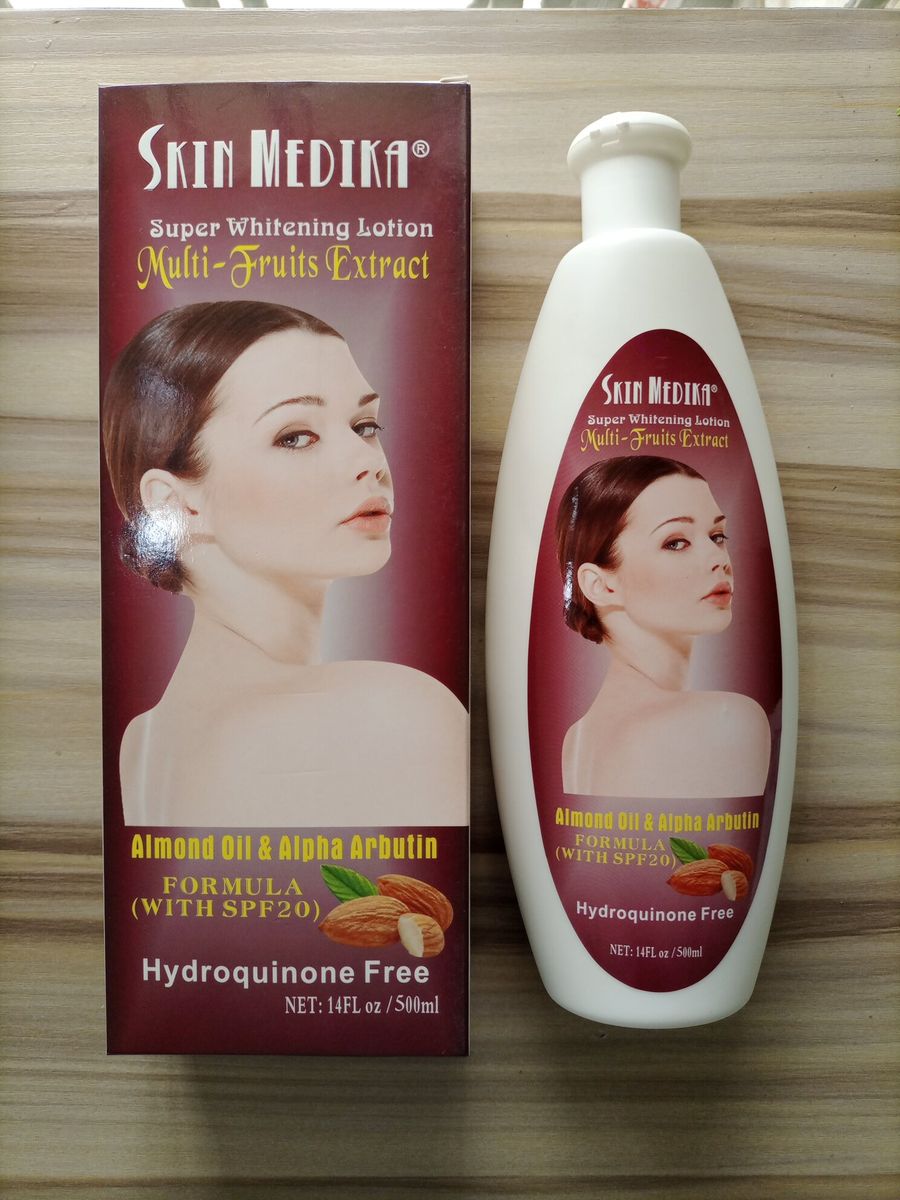 SKIN MEDIKA®
Super Whitening Lotion
Multi-Fruits Extract
Almond Oil & Alpha Arbutin
FORMULA
(WITH SPF20)
Hydroquinone Free
NET: 14FL oz /500ml
SKIN MEDIKA®
Super Whitening Lotion
Multi-Fruits Extract
Almond Oil & Alpha Arbutin
FORMULA
(WITH SPF20)
Hydroquinone Free
NET: 14FL oz /500ml